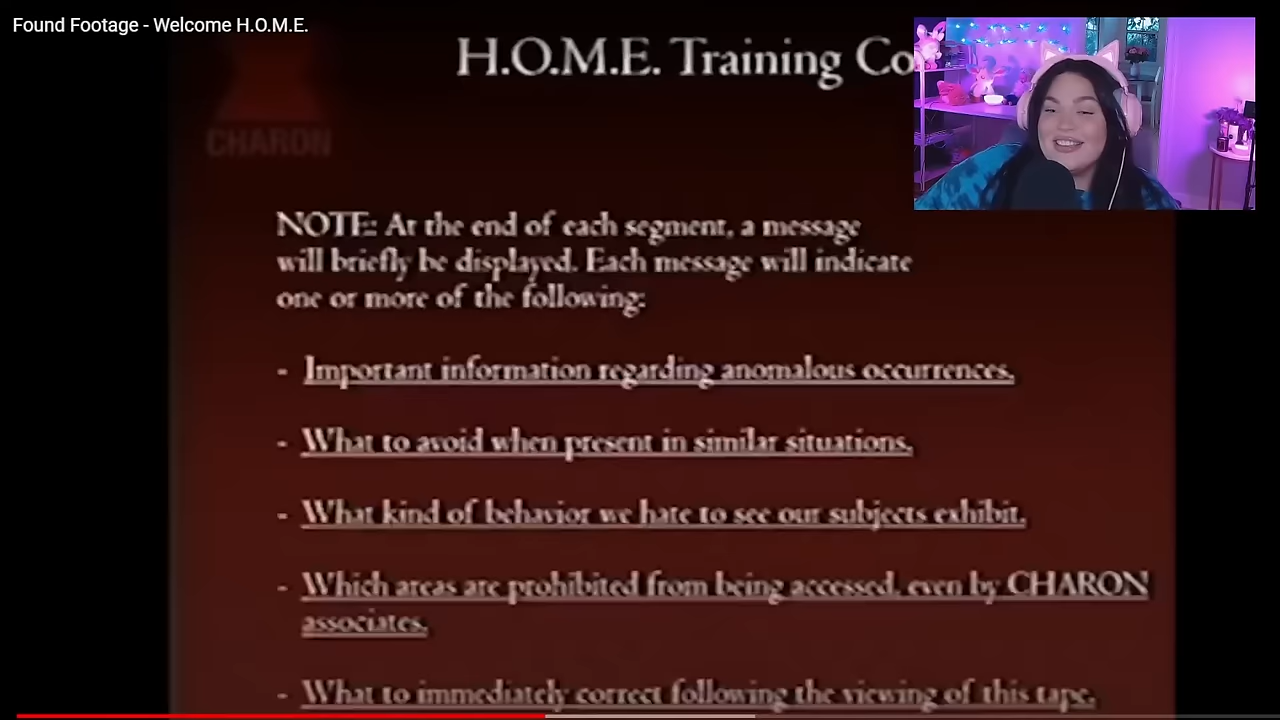 Found Footage - Welcome H.O.M.E.
H.O.M.E. Training Co
CHARON
NOTE: At the end of each segment, a message
will briefly be displayed. Each message will indicate
one or more of the following:
- Important information regarding anomalous occurrences.
- What to avoid when present in similar situations.
- What kind of behavior we hate to see our subjects exhibit.
- Which areas are prohibited from being accessed, even by CHARON
associates.
- What to immediately correct following the viewing of this tape.